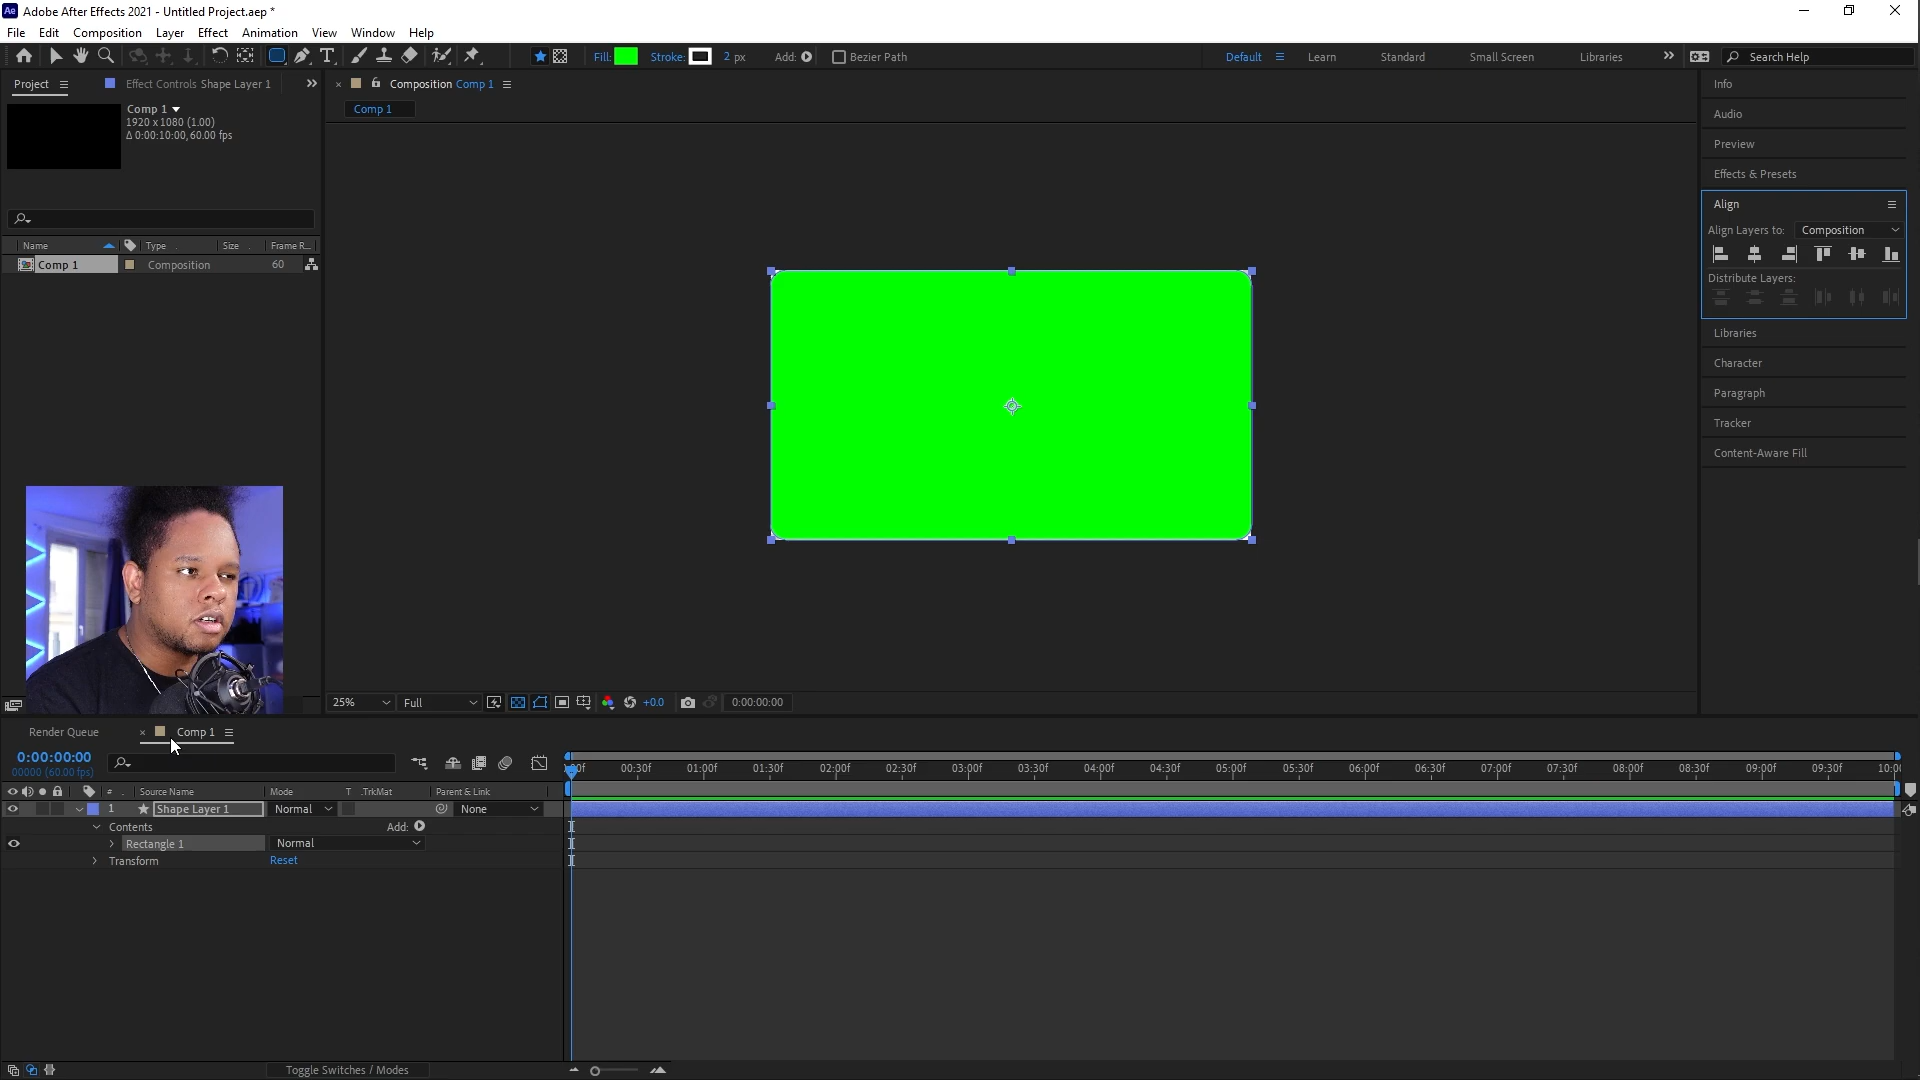 Ae Adobe After Effects 2021 - Untitled Project.aep *
File Edit Composition Layer Effect Animation View Window Help
Fill: Stroke: 2 px Add: Bezier Path Default Learn Standard Small Screen Libraries Search Help
Project Effect Controls Shape Layer 1
Composition Comp 1
Comp 1
Comp 1
1920 x 1080 (1.00)
Δ 0:00:10:00, 60.00 fps
Name Type Size Frame R...
Comp 1 Composition 60
Info
Audio
Preview
Effects & Presets
Align
Align Layers to: Composition
Distribute Layers:
Libraries
Character
Paragraph
Tracker
Content-Aware Fill
25% Full +0.0 0:00:00:00
Render Queue Comp 1
0:00:00:00
00000 (60.00 fps)
00:30f 01:00f 01:30f 02:00f 02:30f 03:00f 03:30f 04:00f 04:30f 05:00f 05:30f 06:00f 06:30f 07:00f 07:30f 08:00f 08:30f 09:00f 09:30f 10:00
# Source Name Mode T .TrkMat Parent & Link
1 Shape Layer 1 Normal None
Contents Add:
Rectangle 1 Normal
Transform Reset
Toggle Switches / Modes